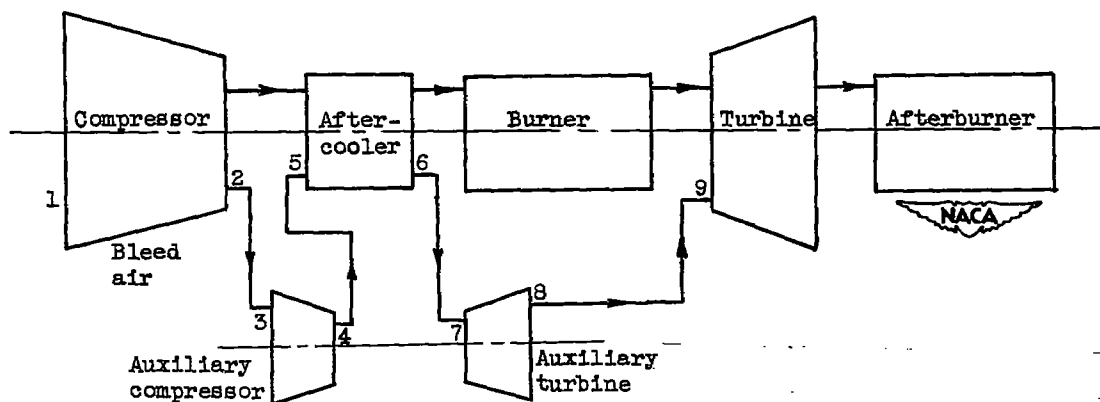 Compressor
After-
cooler
Burner
Turbine
Afterburner
5
6
9
2
1
NACA
Bleed
air
8
3
4
7
Auxiliary
compressor
Auxiliary
turbine